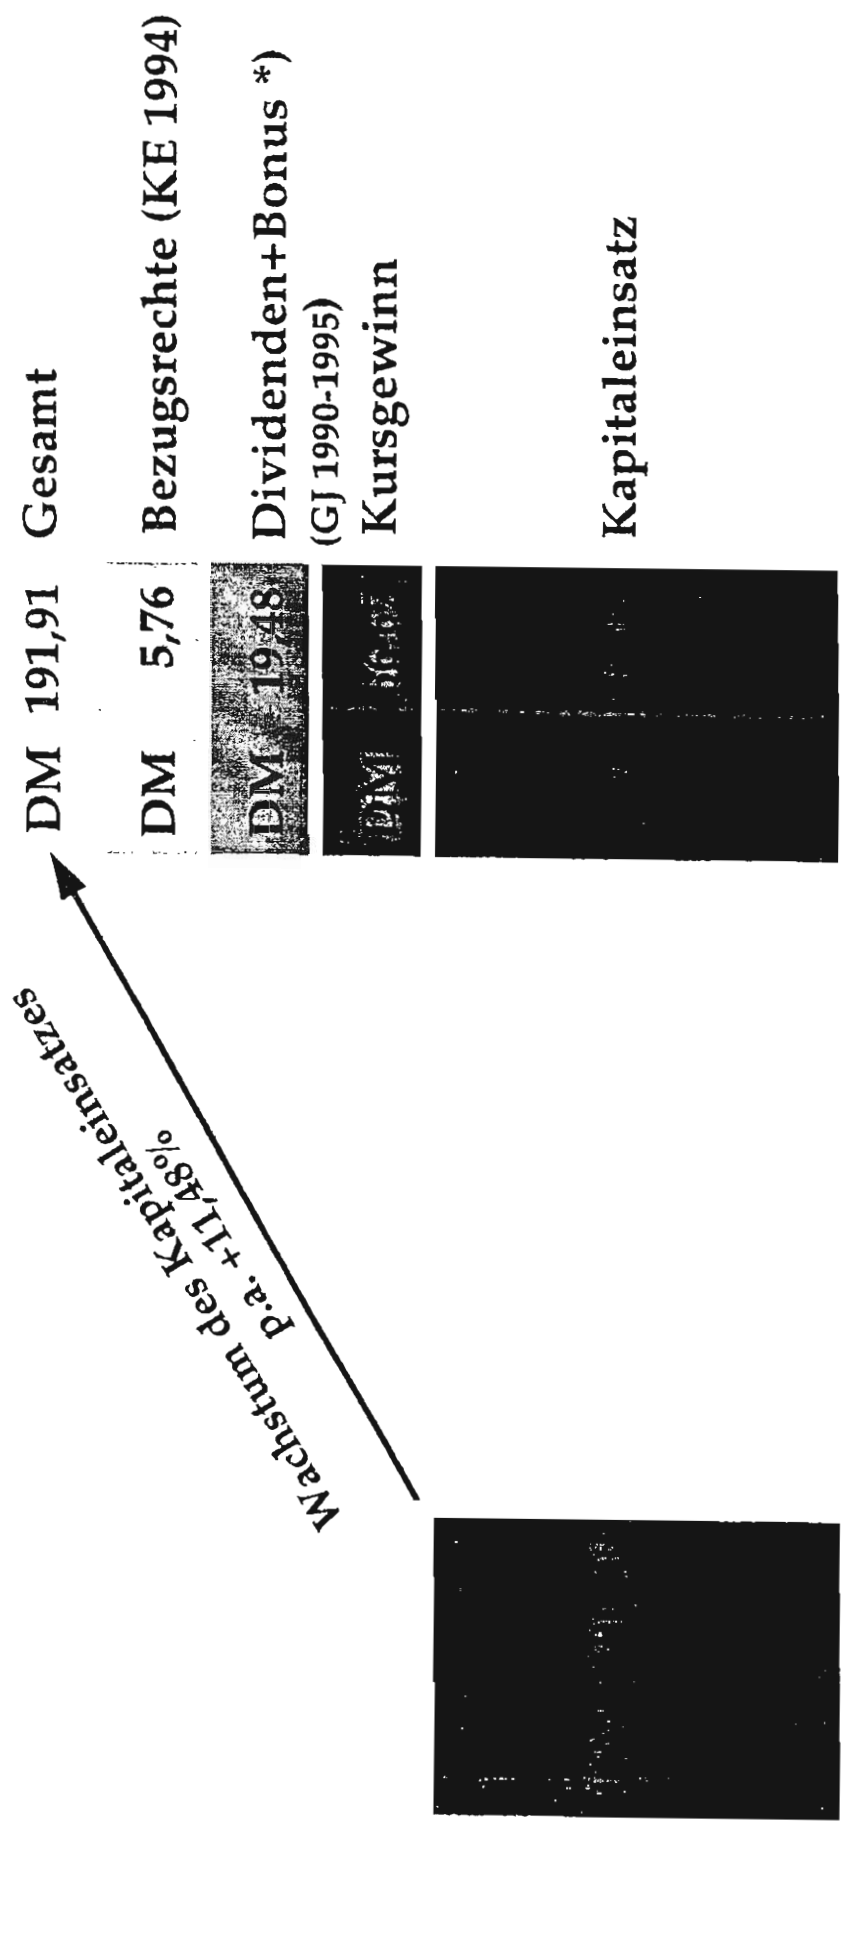 DM 191,91 Gesamt
DM 5,76 Bezugsrechte (KE 1994)
DM 19,48 Dividenden+Bonus *)
(GJ 1990-1995)
DM Kursgewinn
Kapitaleinsatz
Wachstum des Kapitaleinsatzes
p.a. +11,48%